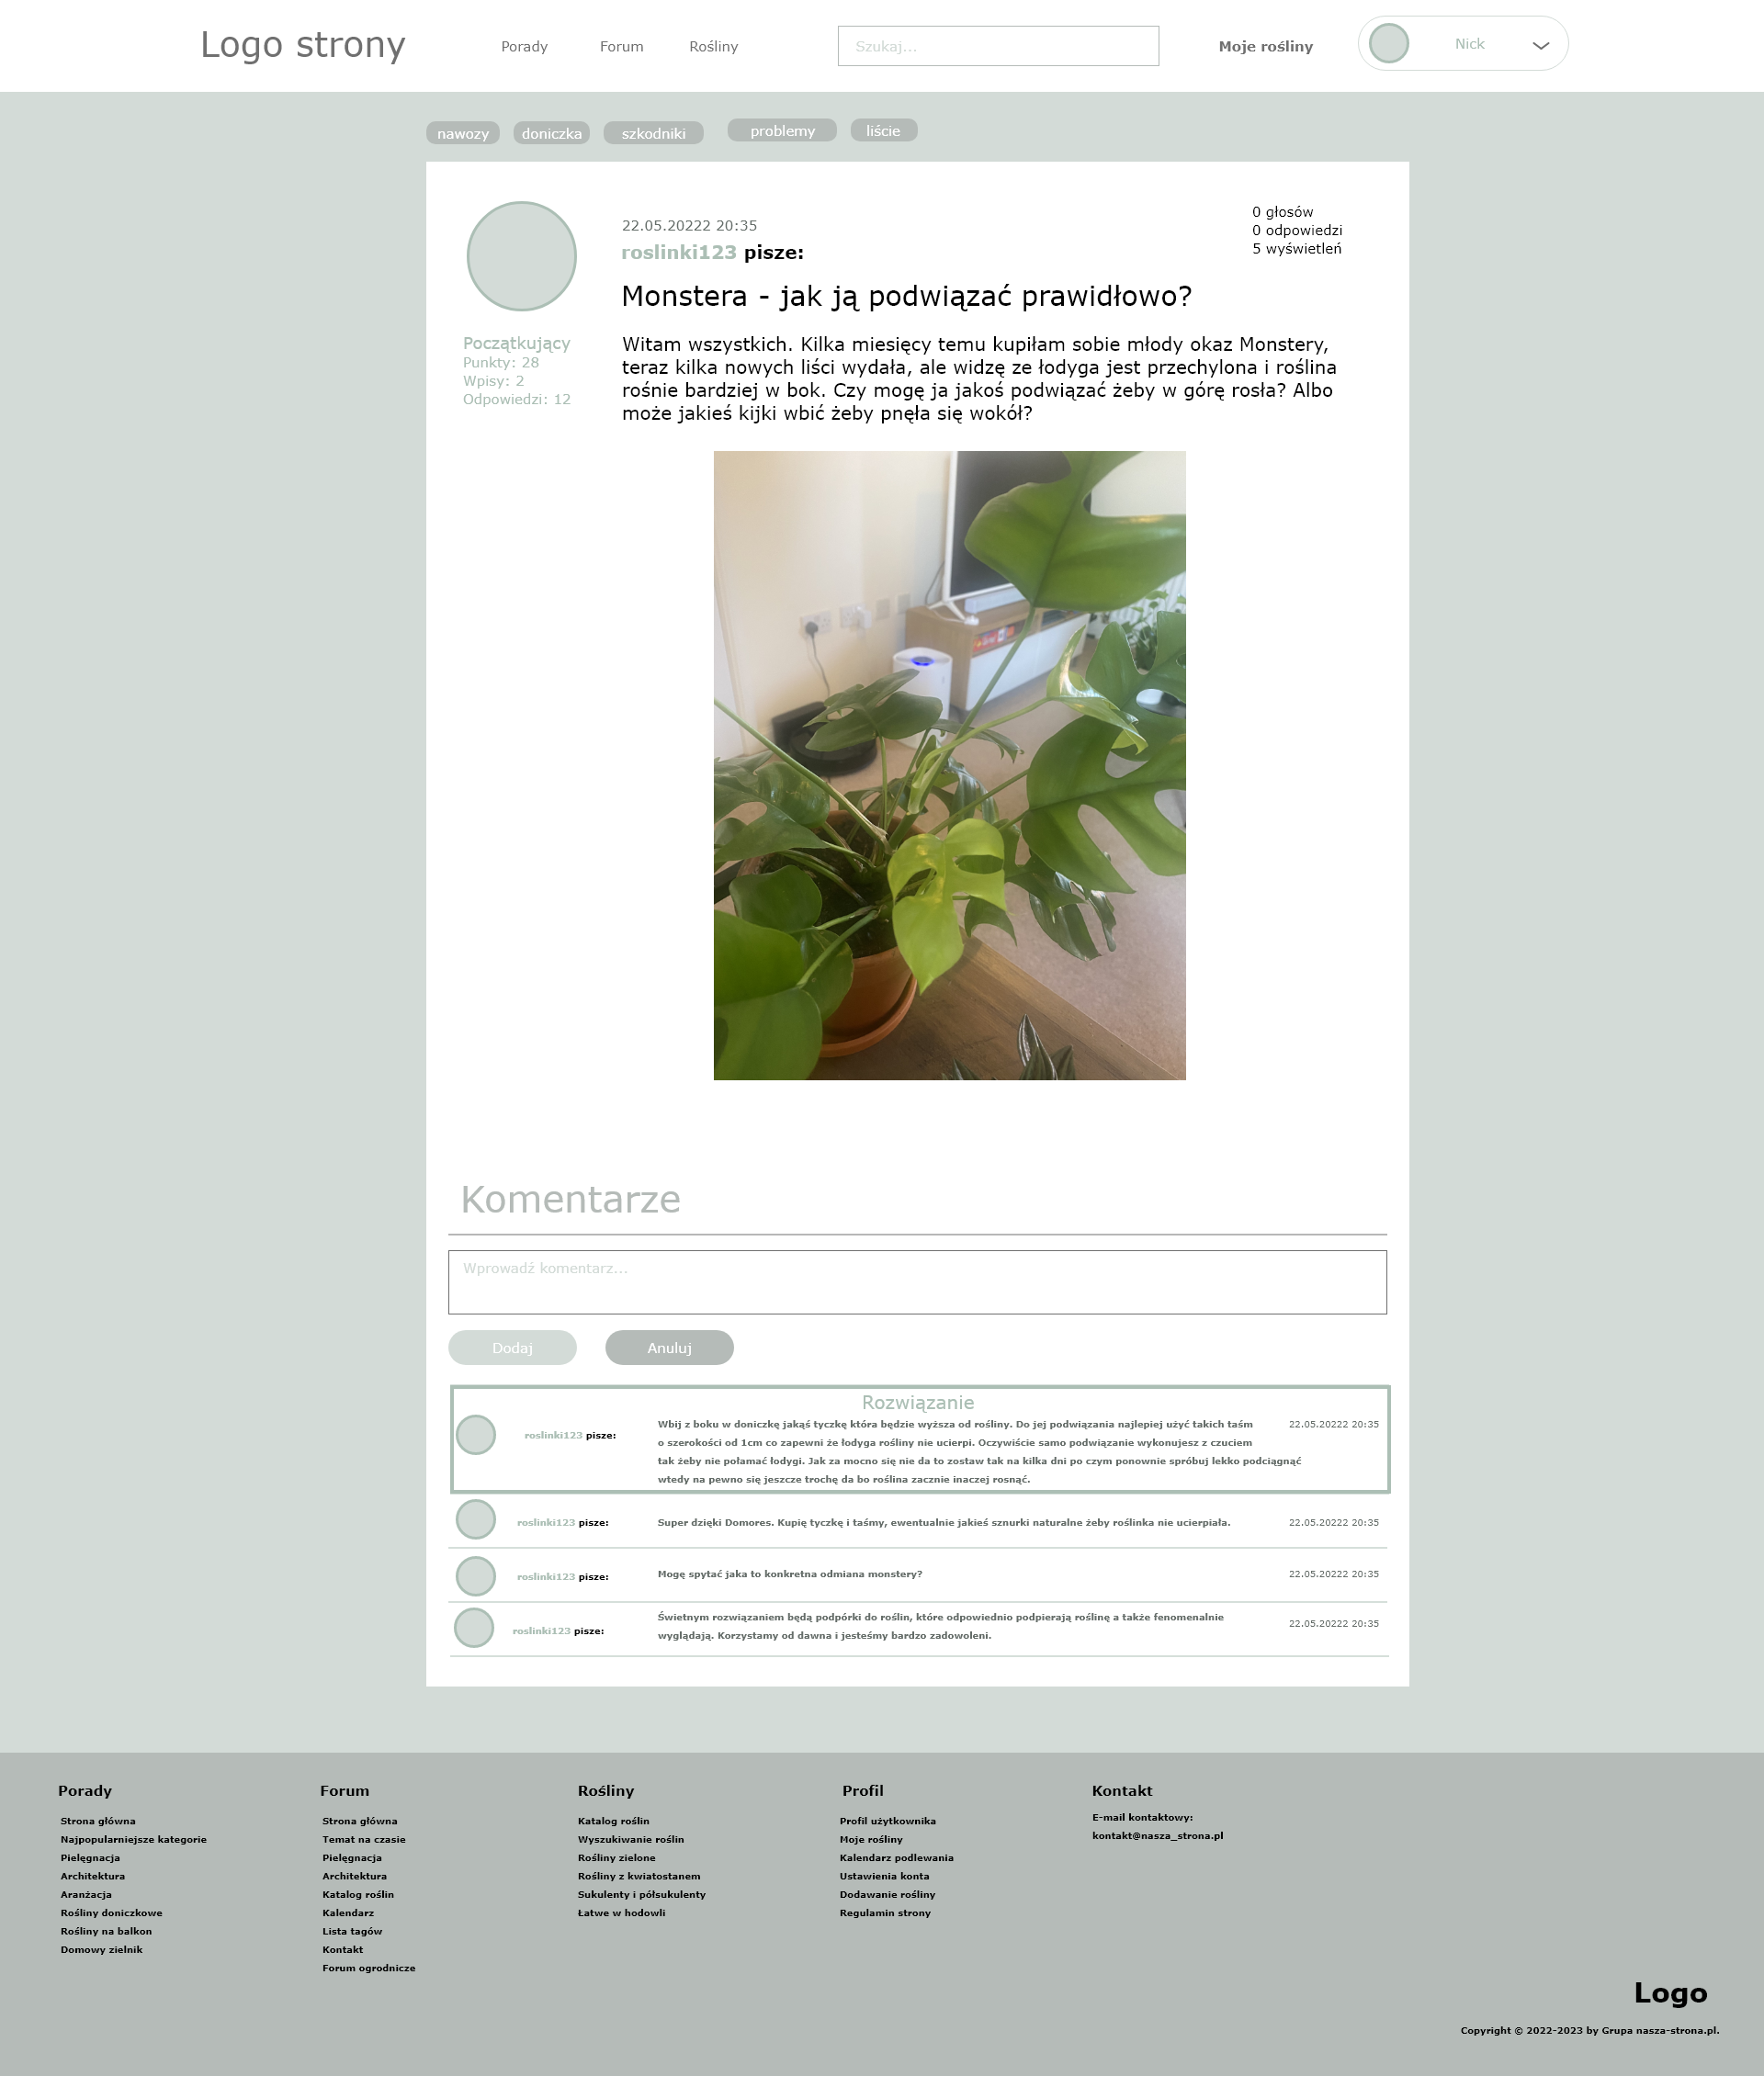 Logo strony
Porady
Forum
Rośliny
Szukaj...
Moje rośliny
Nick
nawozy
doniczka
szkodniki
problemy
liście
22.05.20222 20:35
roslinki123 pisze:
0 głosów
0 odpowiedzi
5 wyświetleń
Monstera - jak ją podwiązać prawidłowo?
Początkujący
Punkty: 28
Wpisy: 2
Odpowiedzi: 12
Witam wszystkich. Kilka miesięcy temu kupiłam sobie młody okaz Monstery,
teraz kilka nowych liści wydała, ale widzę ze łodyga jest przechylona i roślina
rośnie bardziej w bok. Czy mogę ja jakoś podwiązać żeby w górę rosła? Albo
może jakieś kijki wbić żeby pnęła się wokół?
Komentarze
Wprowadź komentarz...
Dodaj
Anuluj
Rozwiązanie
roslinki123 pisze:
Wbij z boku w doniczkę jakąś tyczkę która będzie wyższa od rośliny. Do jej podwiązania najlepiej użyć takich taśm
o szerokości od 1cm co zapewni że łodyga rośliny nie ucierpi. Oczywiście samo podwiązanie wykonujesz z czuciem
tak żeby nie połamać łodygi. Jak za mocno się nie da to zostaw tak na kilka dni po czym ponownie spróbuj lekko podciągnąć
wtedy na pewno się jeszcze trochę da bo roślina zacznie inaczej rosnąć.
22.05.20222 20:35
roslinki123 pisze:
Super dzięki Domores. Kupię tyczkę i taśmy, ewentualnie jakieś sznurki naturalne żeby roślinka nie ucierpiała.
22.05.20222 20:35
roslinki123 pisze:
Mogę spytać jaka to konkretna odmiana monstery?
22.05.20222 20:35
roslinki123 pisze:
Świetnym rozwiązaniem będą podpórki do roślin, które odpowiednio podpierają roślinę a także fenomenalnie
wyglądają. Korzystamy od dawna i jesteśmy bardzo zadowoleni.
22.05.20222 20:35
Porady
Strona główna
Najpopularniejsze kategorie
Pielęgnacja
Architektura
Aranżacja
Rośliny doniczkowe
Rośliny na balkon
Domowy zielnik
Forum
Strona główna
Temat na czasie
Pielęgnacja
Architektura
Katalog roślin
Kalendarz
Lista tagów
Kontakt
Forum ogrodnicze
Rośliny
Katalog roślin
Wyszukiwanie roślin
Rośliny zielone
Rośliny z kwiatostanem
Sukulenty i półsukulenty
Łatwe w hodowli
Profil
Profil użytkownika
Moje rośliny
Kalendarz podlewania
Ustawienia konta
Dodawanie rośliny
Regulamin strony
Kontakt
E-mail kontaktowy:
kontakt@nasza_strona.pl
Logo
Copyright © 2022-2023 by Grupa nasza-strona.pl.